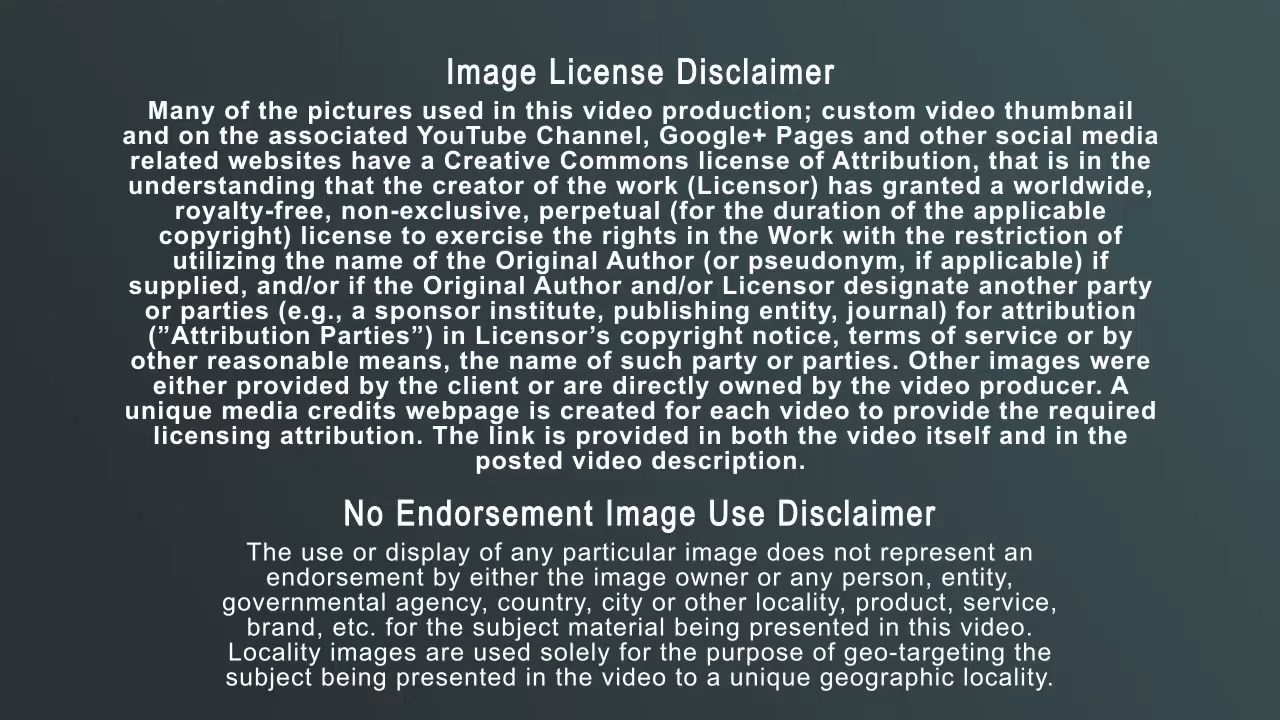 Image License Disclaimer
Many of the pictures used in this video production; custom video thumbnail
and on the associated YouTube Channel, Google+ Pages and other social media
related websites have a Creative Commons license of Attribution, that is in the
understanding that the creator of the work (Licensor) has granted a worldwide,
royalty-free, non-exclusive, perpetual (for the duration of the applicable
copyright) license to exercise the rights in the Work with the restriction of
utilizing the name of the Original Author (or pseudonym, if applicable) if
supplied, and/or if the Original Author and/or Licensor designate another party
or parties (e.g., a sponsor institute, publishing entity, journal) for attribution
(”Attribution Parties”) in Licensor’s copyright notice, terms of service or by
other reasonable means, the name of such party or parties. Other images were
either provided by the client or are directly owned by the video producer. A
unique media credits webpage is created for each video to provide the required
licensing attribution. The link is provided in both the video itself and in the
posted video description.
No Endorsement Image Use Disclaimer
The use or display of any particular image does not represent an
endorsement by either the image owner or any person, entity,
governmental agency, country, city or other locality, product, service,
brand, etc. for the subject material being presented in this video.
Locality images are used solely for the purpose of geo-targeting the
subject being presented in the video to a unique geographic locality.